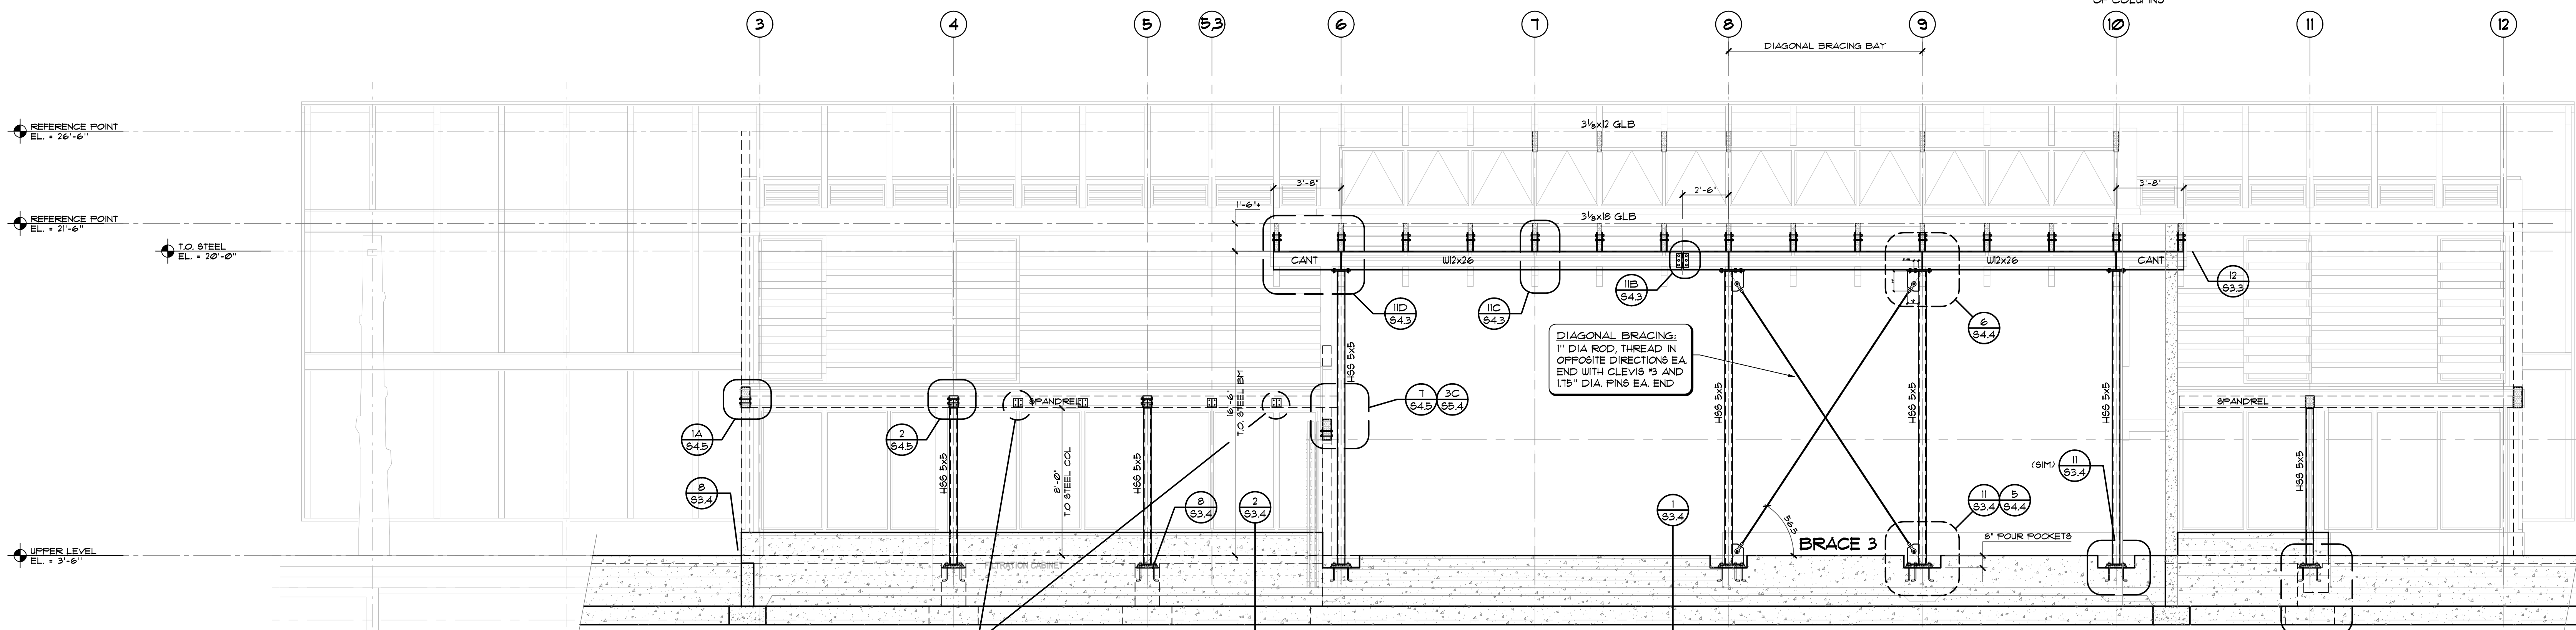 OF COLUMNS
3
4
5
5.3
6
7
8
9
10
11
12
DIAGONAL BRACING BAY
REFERENCE POINT
EL. = 26'-6"
3⅛x12 GLB
3'-8"
2'-6"
3'-8"
REFERENCE POINT
EL. = 21'-6"
1'-6"+
3⅛x18 GLB
T.O. STEEL
EL. = 20'-0"
CANT
W12x26
W12x26
CANT
12
S3.3
11D
S4.3
11C
S4.3
11B
S4.3
6
S4.4
DIAGONAL BRACING:
1" DIA ROD, THREAD IN
OPPOSITE DIRECTIONS EA.
END WITH CLEVIS #3 AND
1.75" DIA. PINS EA. END
HSS 5x5
HSS 5x5
HSS 5x5
HSS 5x5
SPANDREL
16'-6"
T.O. STEEL BM
7
S4.5
3C
S5.4
SPANDREL
1A
S4.5
2
S4.5
HSS 5x5
8'-0"
T.O STEEL COL
HSS 5x5
HSS 5x5
(SIM)
11
S3.4
8
S3.4
8
S3.4
2
S3.4
1
S3.4
56.5
11
S3.4
5
S4.4
BRACE 3
8" POUR POCKETS
UPPER LEVEL
EL. = 3'-6"
FILTRATION CABINET